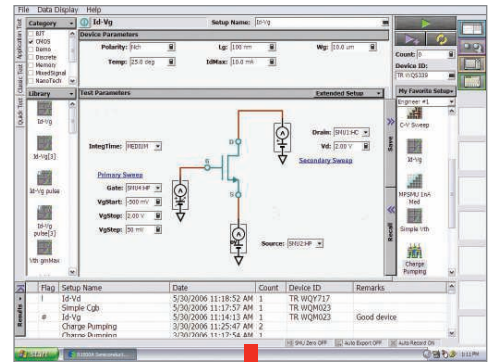 File Data Max Help
Category
BJT
CMOS
Demo
Discrete
Memory
MixedSignal
NanoTech
Application Test
Classic Test
Quick Test
Id-Vg
Setup Name: Id-Vg
Device Parameters
Polarity: Nch
Lg: 100 nm
Wg: 10.0 um
Temp: 25.0 deg
IdMax: 10.0 mA
Count: 0
Device ID:
TR WQS339
Library
Id-Vg
Id-Vg[3]
Id-Vg pulse
Id-Vg pulse[3]
Vth gmMax
Test Parameters
Extended Setup
IntegTime: MEDIUM
Primary Sweep
Gate: SMU4:HP
VgStart: -500 mV
VgStop: 2.00 V
VgStep: 50 mV
Drain: SMU1:HC
Vd: 2.00 V
Secondary Sweep
Source: SMU2:HP
A
A
D
G
S
Save
Recall
My Favorite Setup
Engineer #1
C-V Sweep
Id-Vg
Med
Simple Vth
Charge Pumping
Results
Flag Setup Name Date Count Device ID Remarks
! Id-Vd 5/30/2006 11:18:52 AM 1 TR WQY717
Simple Cgb 5/30/2006 11:17:57 AM 1 TR WQM023
# Id-Vg 5/30/2006 11:14:13 AM 1 TR WQM023 Good device
Charge Pumping 3/30/2006 11:25:47 AM 2
Charge Pumping 3/30/2006 11:12:54 AM 1
SMU Zero OFF Auto Export OFF Auto Record ON
start